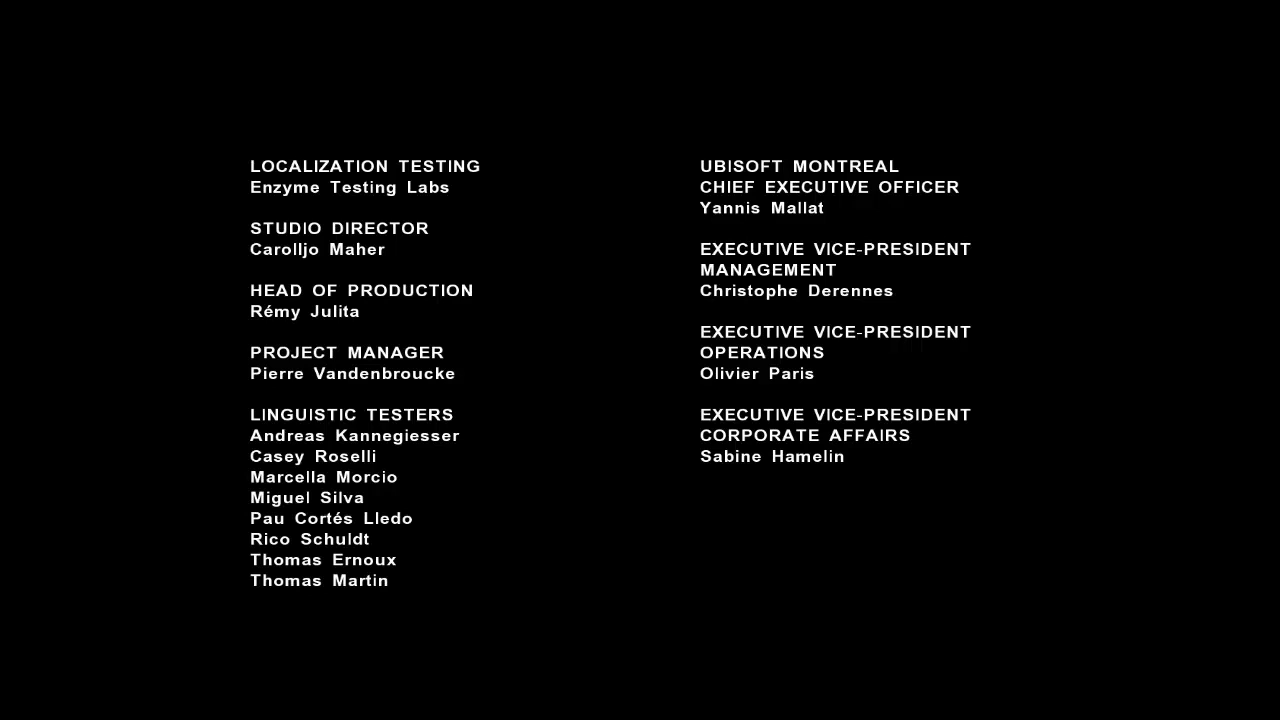 LOCALIZATION TESTING
Enzyme Testing Labs
STUDIO DIRECTOR
Carolljo Maher
HEAD OF PRODUCTION
Rémy Julita
PROJECT MANAGER
Pierre Vandenbroucke
LINGUISTIC TESTERS
Andreas Kannegiesser
Casey Roselli
Marcella Morcio
Miguel Silva
Pau Cortés Lledo
Rico Schuldt
Thomas Ernoux
Thomas Martin
UBISOFT MONTREAL
CHIEF EXECUTIVE OFFICER
Yannis Mallat
EXECUTIVE VICE-PRESIDENT
MANAGEMENT
Christophe Derennes
EXECUTIVE VICE-PRESIDENT
OPERATIONS
Olivier Paris
EXECUTIVE VICE-PRESIDENT
CORPORATE AFFAIRS
Sabine Hamelin